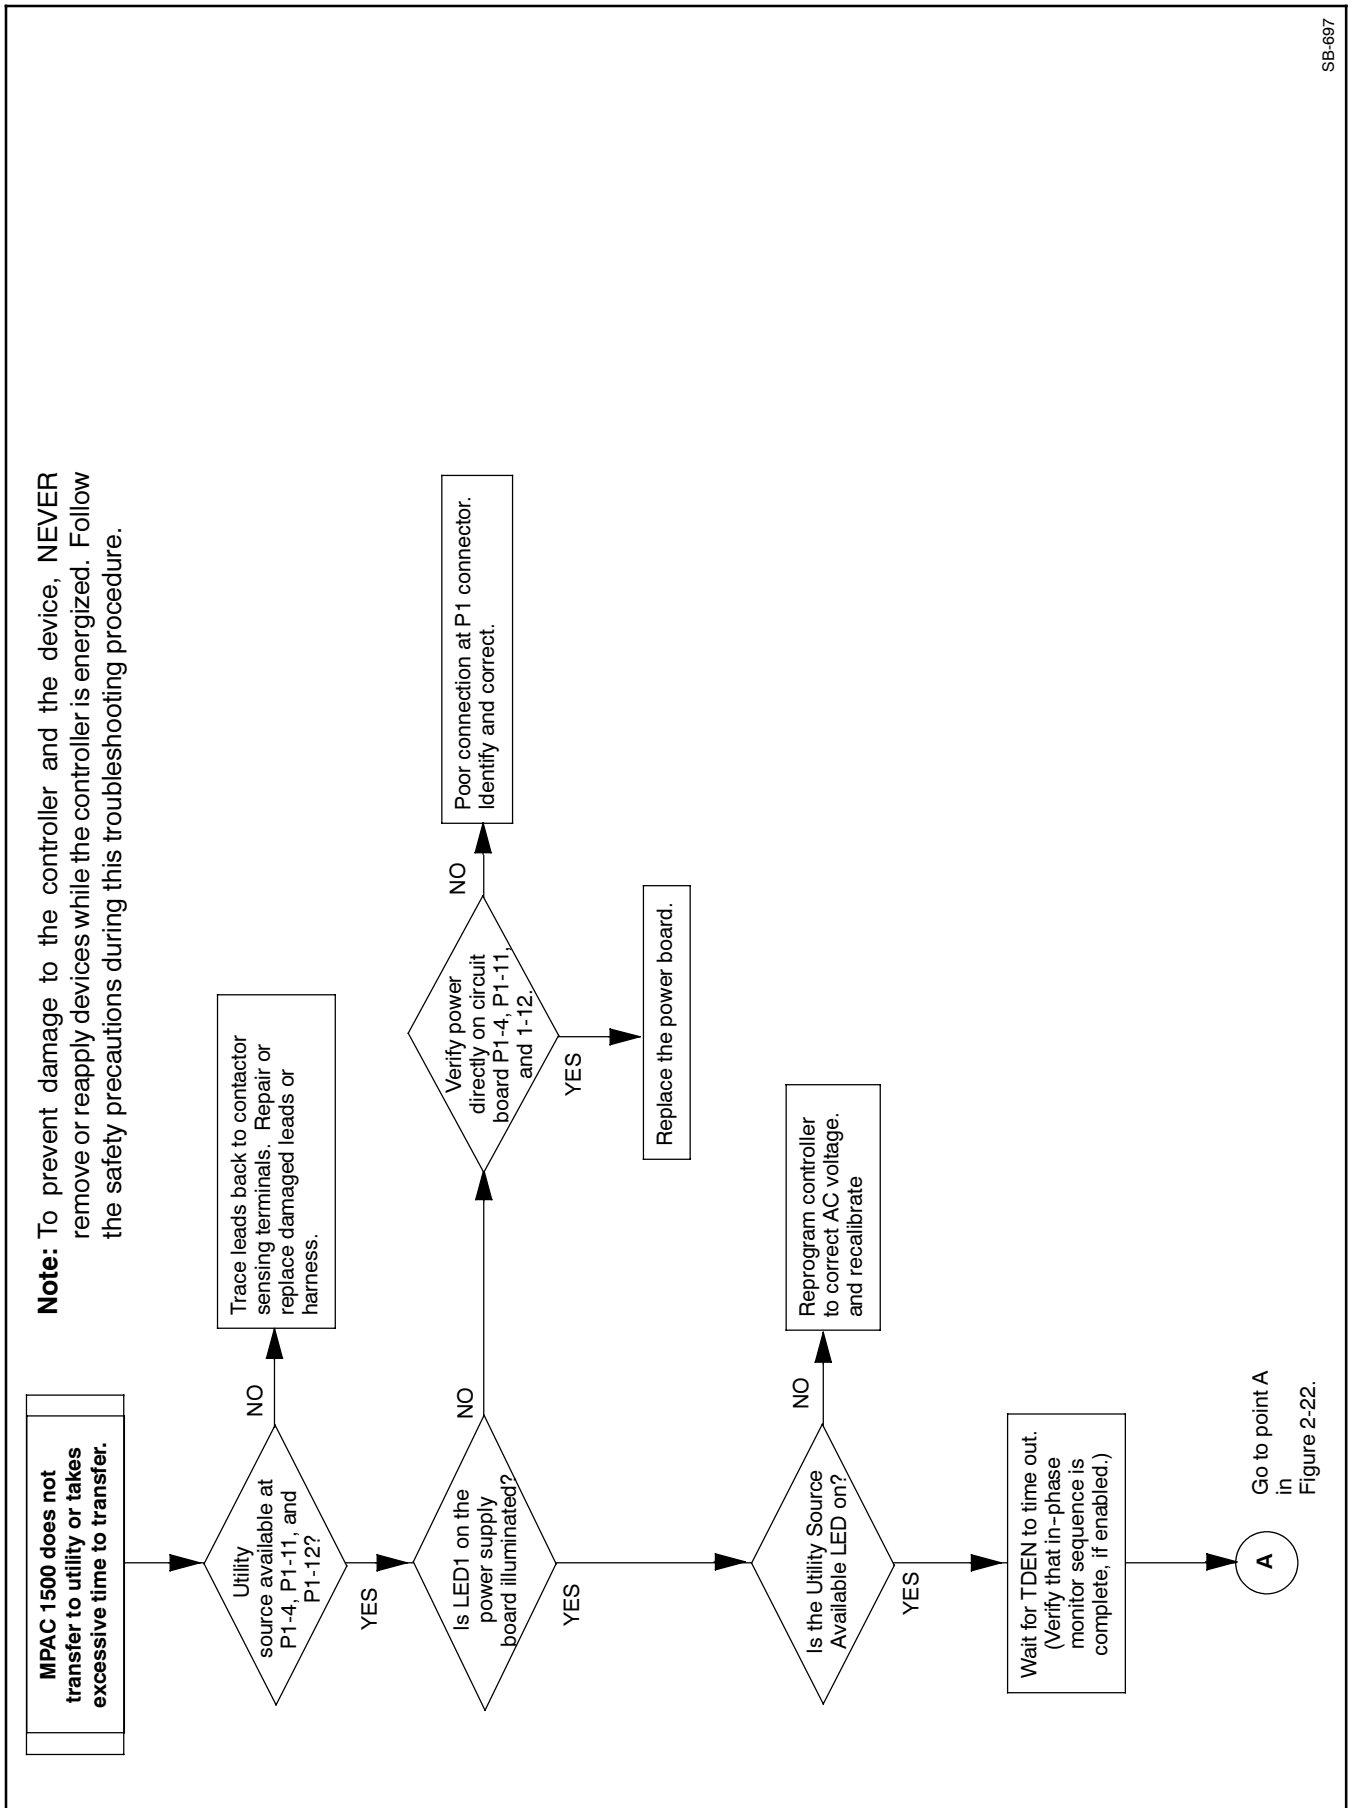 MPAC 1500 does not
transfer to utility or takes
excessive time to transfer.
Note: To prevent damage to the controller and the device, NEVER
remove or reapply devices while the controller is energized. Follow
the safety precautions during this troubleshooting procedure.
Utility
source available at
P1-4, P1-11, and
P1-12?
NO
Trace leads back to contactor
sensing terminals. Repair or
replace damaged leads or
harness.
YES
Is LED1 on the
power supply
board illuminated?
NO
Verify power
directly on circuit
board P1-4, P1-11,
and 1-12.
NO
Poor connection at P1 connector.
Identify and correct.
YES
Replace the power board.
YES
Is the Utility Source
Available LED on?
NO
Reprogram controller
to correct AC voltage.
and recalibrate
YES
Wait for TDEN to time out.
(Verify that in-phase
monitor sequence is
complete, if enabled.)
A
Go to point A
in
Figure 2-22.
SB-697